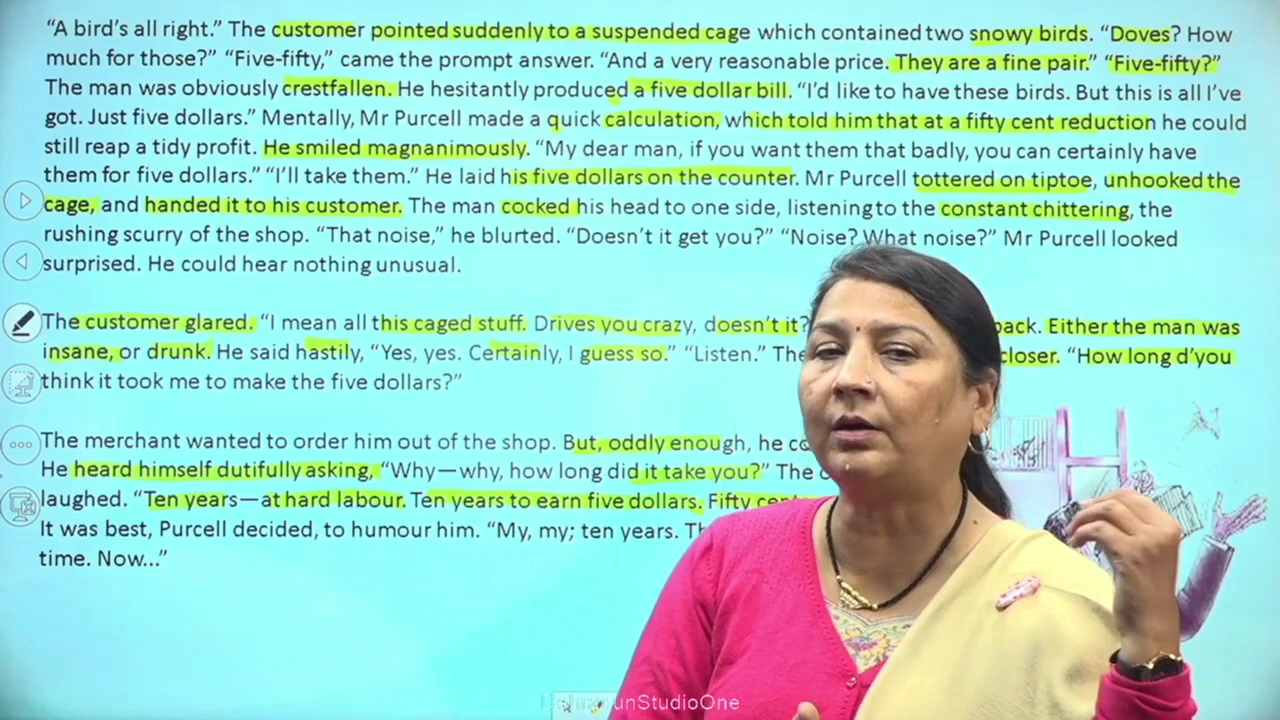 “A bird’s all right.” The customer pointed suddenly to a suspended cage which contained two snowy birds. “Doves? How
much for those?” “Five-fifty,” came the prompt answer. “And a very reasonable price. They are a fine pair.” “Five-fifty?”
The man was obviously crestfallen. He hesitantly produced a five dollar bill. “I’d like to have these birds. But this is all I’ve
got. Just five dollars.” Mentally, Mr Purcell made a quick calculation, which told him that at a fifty cent reduction he could
still reap a tidy profit. He smiled magnanimously. “My dear man, if you want them that badly, you can certainly have
them for five dollars.” “I’ll take them.” He laid his five dollars on the counter. Mr Purcell tottered on tiptoe, unhooked the
cage, and handed it to his customer. The man cocked his head to one side, listening to the constant chittering, the
rushing scurry of the shop. “That noise,” he blurted. “Doesn’t it get you?” “Noise? What noise?” Mr Purcell looked
surprised. He could hear nothing unusual.
The customer glared. “I mean all this caged stuff. Drives you crazy, doesn’t it? back. Either the man was
insane, or drunk. He said hastily, “Yes, yes. Certainly, I guess so.” “Listen.” The closer. “How long d’you
think it took me to make the five dollars?”
The merchant wanted to order him out of the shop. But, oddly enough, he
He heard himself dutifully asking, “Why—why, how long did it take you?” The
laughed. “Ten years—at hard labour. Ten years to earn five dollars. Fifty
It was best, Purcell decided, to humour him. “My, my; ten years.
time. Now...”
unStudioOne